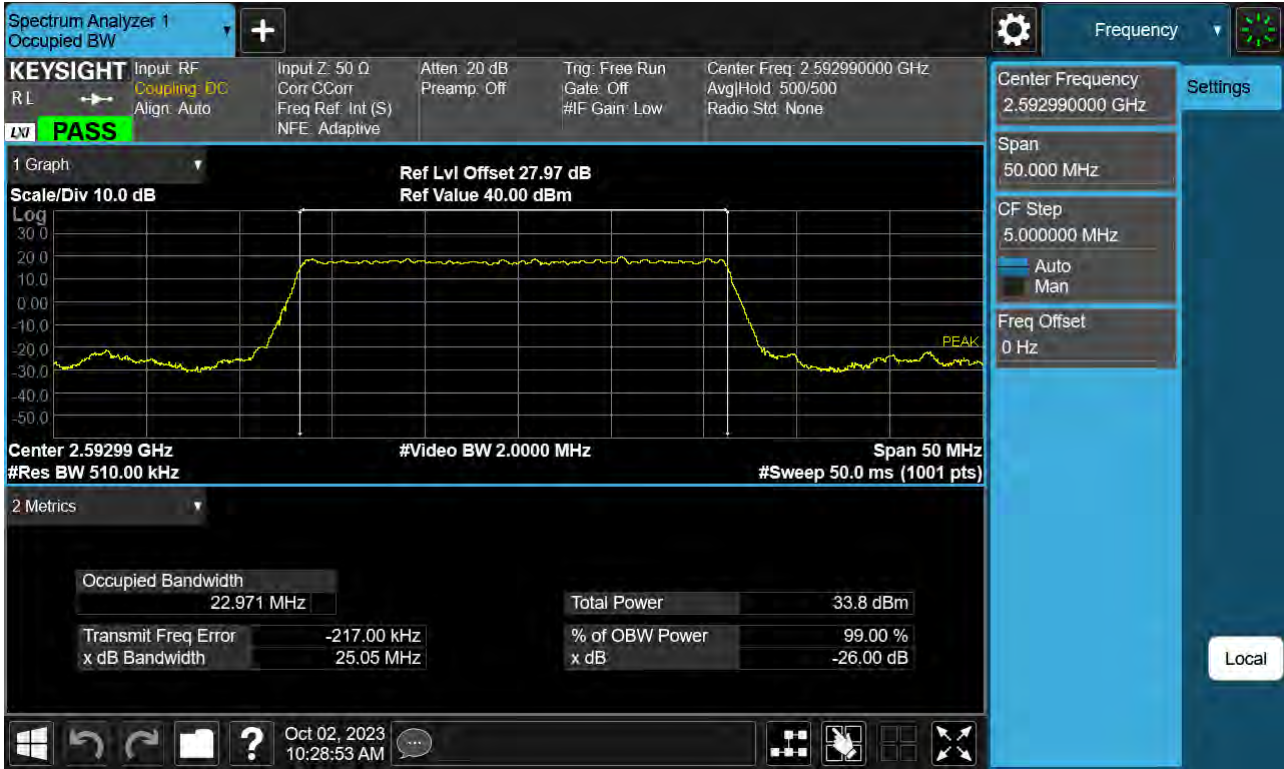 Spectrum Analyzer 1
Occupied BW
Frequency
KEYSIGHT
R L
LXI
PASS
Input: RF
Coupling: DC
Align: Auto
Input Z: 50 Ω
Corr CCorr
Freq Ref: Int (S)
NFE: Adaptive
Atten: 20 dB
Preamp: Off
Trig: Free Run
Gate: Off
#IF Gain: Low
Center Freq: 2.592990000 GHz
Avg|Hold: 500/500
Radio Std: None
Center Frequency
2.592990000 GHz
Settings
Span
50.000 MHz
CF Step
5.000000 MHz
Auto
Man
Freq Offset
0 Hz
Local
1 Graph
Scale/Div 10.0 dB
Ref Lvl Offset 27.97 dB
Ref Value 40.00 dBm
Log
30.0
20.0
10.0
0.00
-10.0
-20.0
-30.0
-40.0
-50.0
PEAK
Center 2.59299 GHz
#Video BW 2.0000 MHz
Span 50 MHz
#Res BW 510.00 kHz
#Sweep 50.0 ms (1001 pts)
2 Metrics
Occupied Bandwidth
22.971 MHz
Total Power 33.8 dBm
Transmit Freq Error -217.00 kHz
% of OBW Power 99.00 %
x dB Bandwidth 25.05 MHz
x dB -26.00 dB
?
Oct 02, 2023
10:28:53 AM